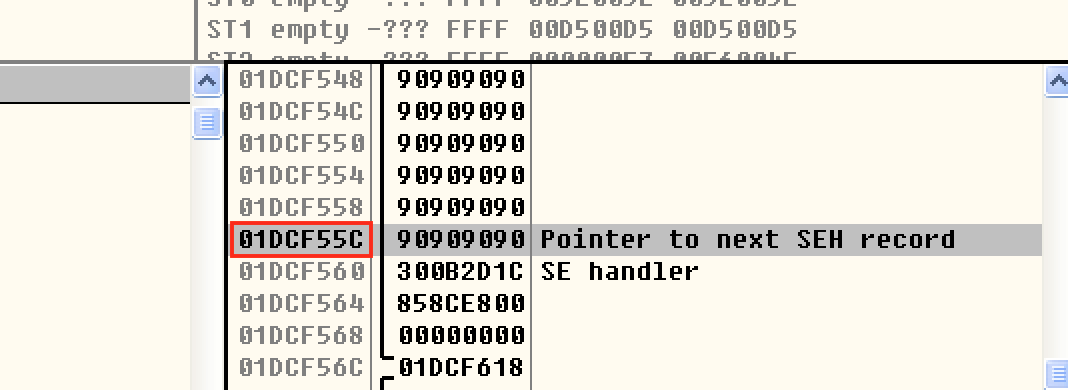 ST1 empty -??? FFFF 00D500D5 00D500D5
01DCF548 90909090
01DCF54C 90909090
01DCF550 90909090
01DCF554 90909090
01DCF558 90909090
01DCF55C 90909090 Pointer to next SEH record
01DCF560 300B2D1C SE handler
01DCF564 858CE800
01DCF568 00000000
01DCF56C 01DCF618